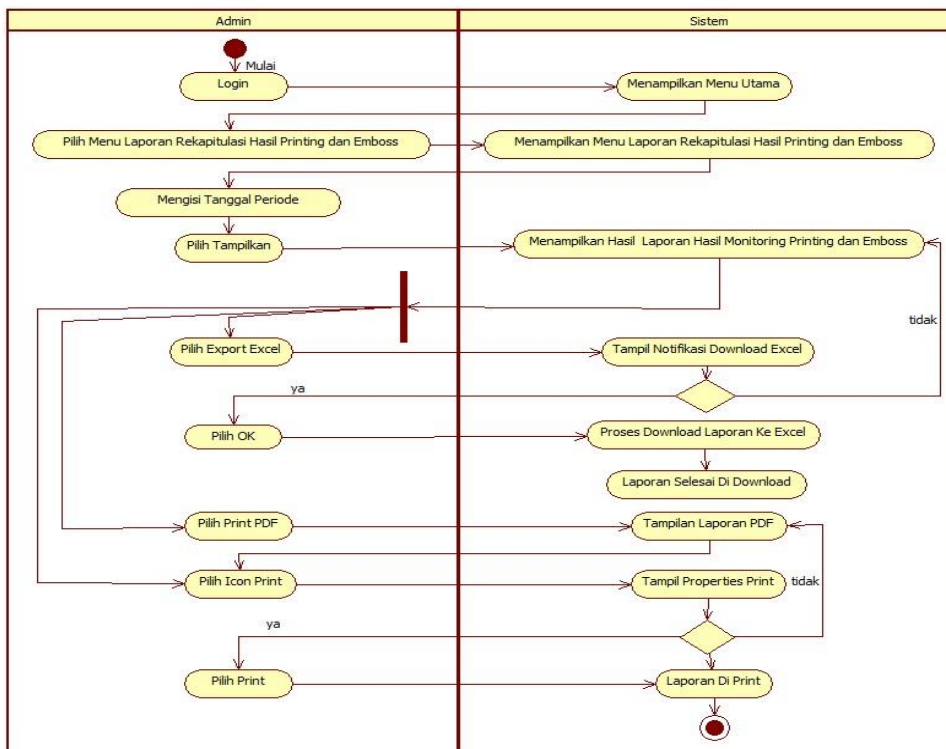 Admin
Sistem
Mulai
Login
Menampilkan Menu Utama
Pilih Menu Laporan Rekapitulasi Hasil Printing dan Emboss
Menampilkan Menu Laporan Rekapitulasi Hasil Printing dan Emboss
Mengisi Tanggal Periode
Pilih Tampilkan
Menampilkan Hasil Laporan Hasil Monitoring Printing dan Emboss
tidak
Pilih Export Excel
Tampil Notifikasi Download Excel
ya
Pilih OK
Proses Download Laporan Ke Excel
Laporan Selesai Di Download
Pilih Print PDF
Tampilan Laporan PDF
Pilih Icon Print
Tampil Properties Print
tidak
ya
Pilih Print
Laporan Di Print